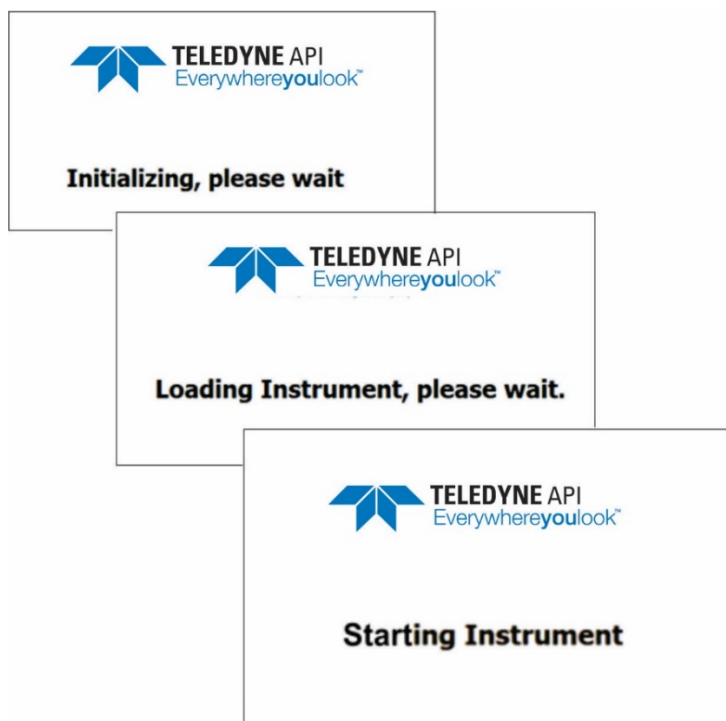 TELEDYNE API
Everywhereyoulook™
Initializing, please wait
TELEDYNE API
Everywhereyoulook™
Loading Instrument, please wait.
TELEDYNE API
Everywhereyoulook™
Starting Instrument